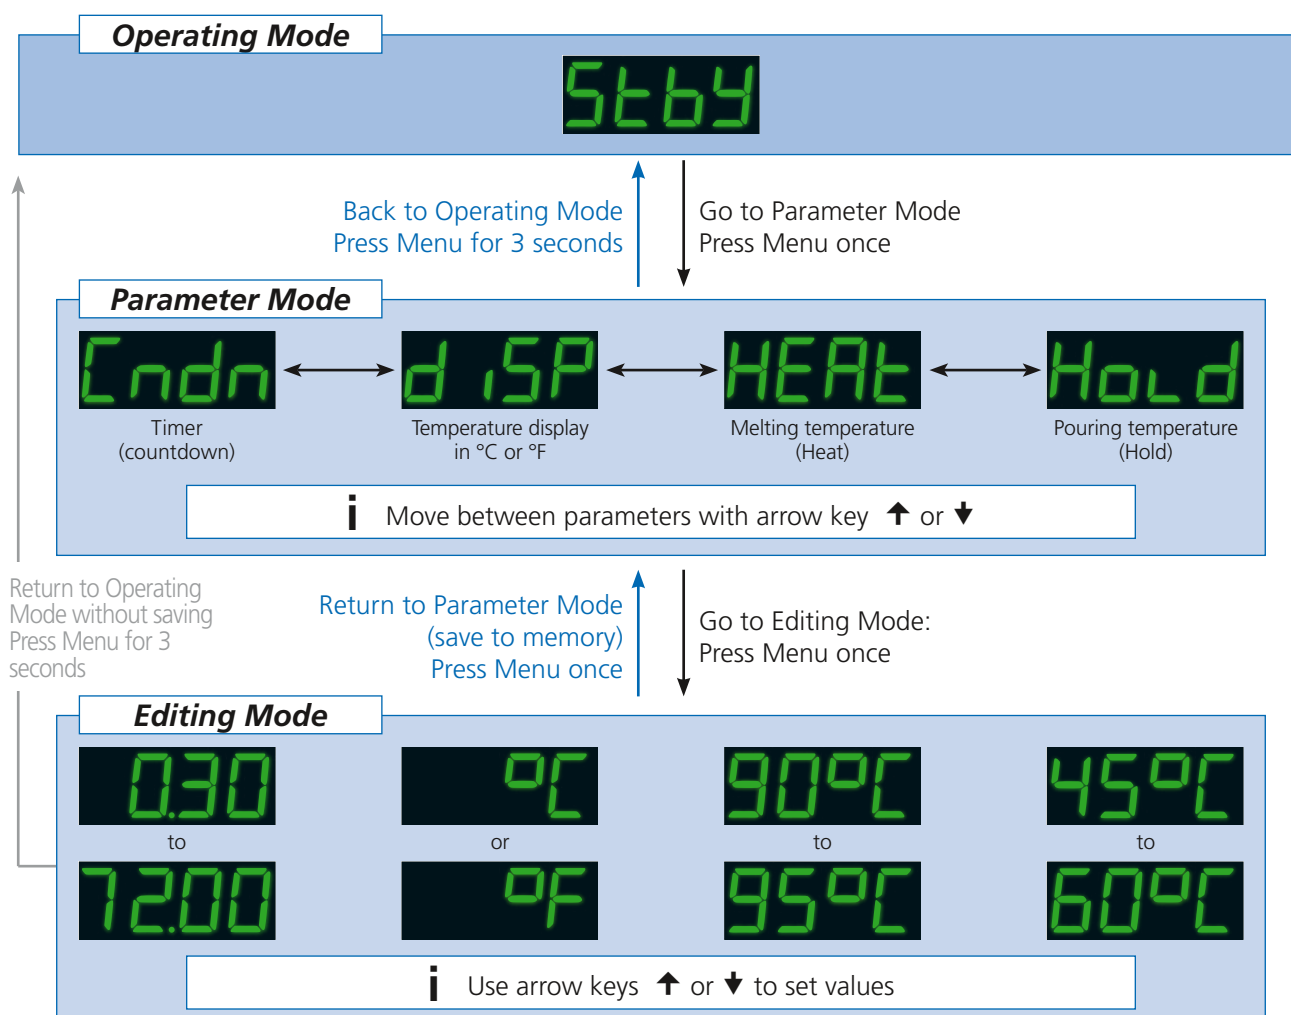 Operating Mode
Stby
Back to Operating Mode
Press Menu for 3 seconds
Go to Parameter Mode
Press Menu once
Parameter Mode
Cndn
diSP
HEAt
HoLd
Timer
(countdown)
Temperature display
in °C or °F
Melting temperature
(Heat)
Pouring temperature
(Hold)
i Move between parameters with arrow key ↑ or ↓
Return to Operating
Mode without saving
Press Menu for 3
seconds
Return to Parameter Mode
(save to memory)
Press Menu once
Go to Editing Mode:
Press Menu once
Editing Mode
0.30
°C
90°C
45°C
to
or
to
to
72.00
°F
95°C
60°C
i Use arrow keys ↑ or ↓ to set values